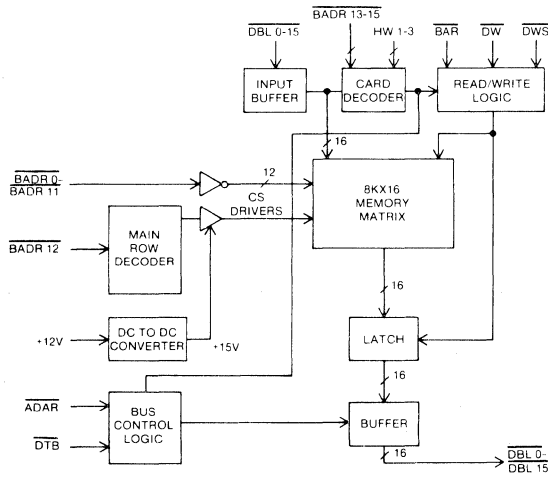 BADR 13-15
DBL 0-15
HW 1-3
BAR
DW
DWS
INPUT
BUFFER
CARD
DECODER
READ/WRITE
LOGIC
16
BADR 0-
BADR 11
12
CS
DRIVERS
8KX16
MEMORY
MATRIX
MAIN
ROW
DECODER
BADR 12
16
+12V
DC TO DC
CONVERTER
+15V
LATCH
16
ADAR
DTB
BUS
CONTROL
LOGIC
BUFFER
16
DBL 0-
DBL 15